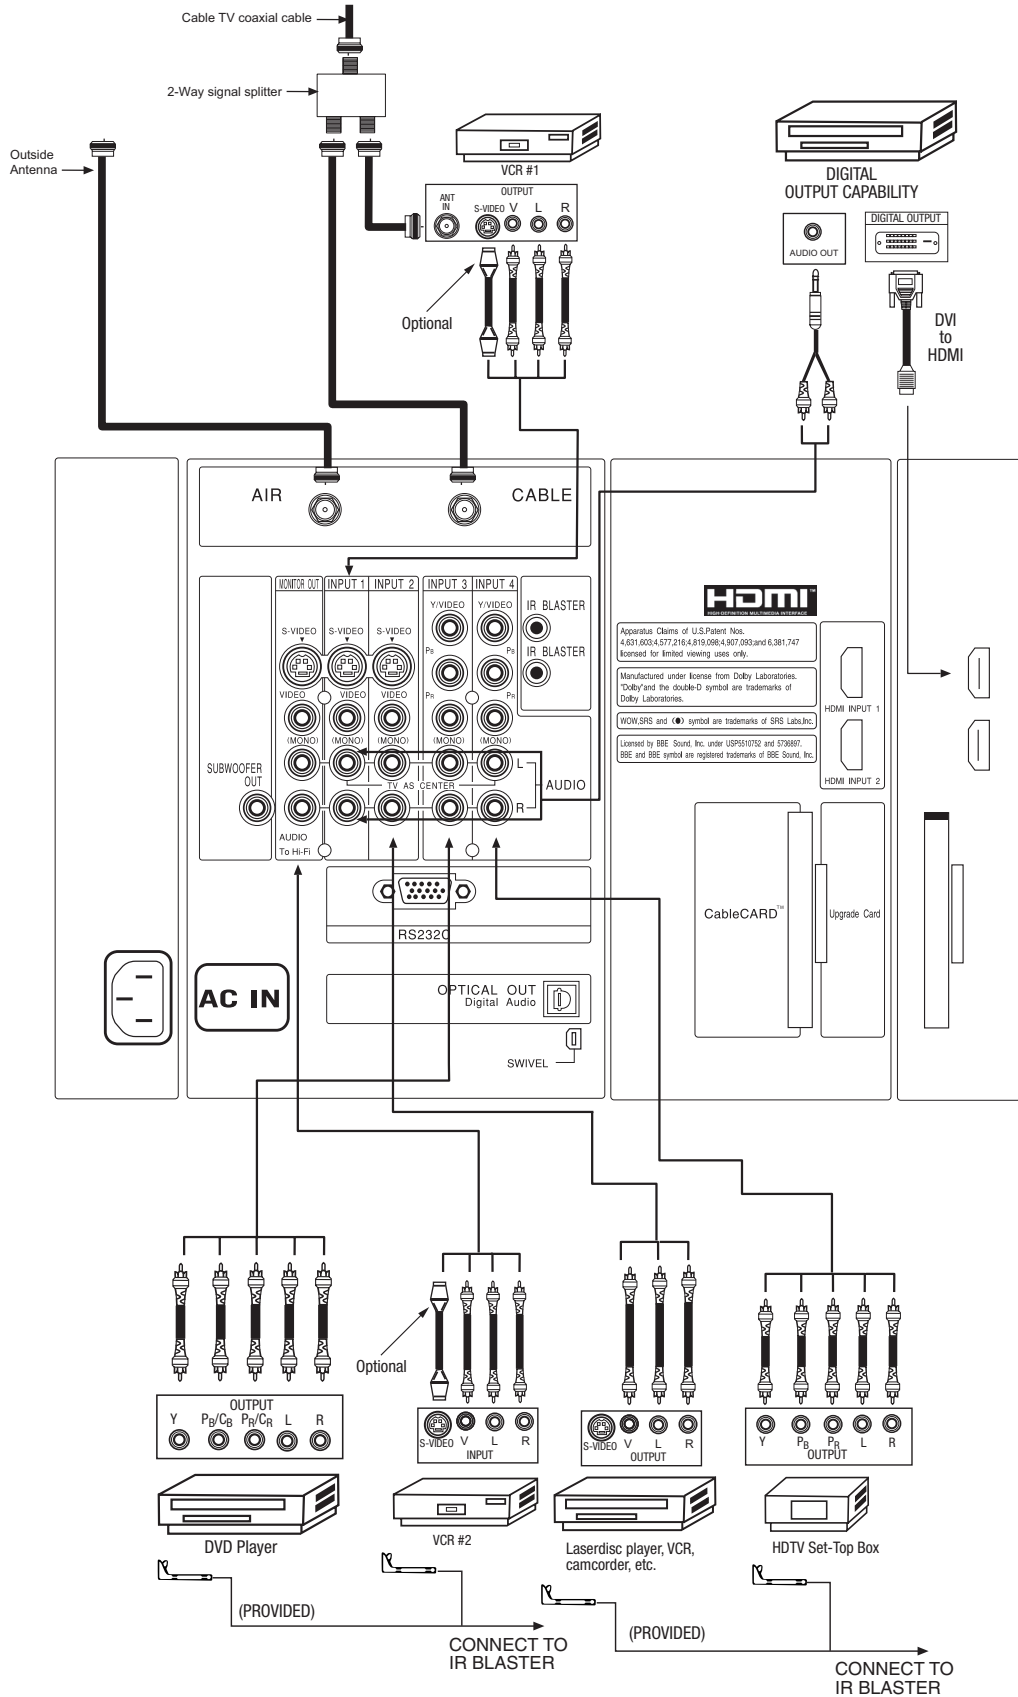 Cable TV coaxial cable
2-Way signal splitter
Outside
Antenna
VCR #1
OUTPUT
ANT
IN
S-VIDEO V L R
Optional
DIGITAL
OUTPUT CAPABILITY
AUDIO OUT
DIGITAL OUTPUT
DVI
to
HDMI
AIR
CABLE
MONITOR OUT INPUT 1 INPUT 2 INPUT 3 INPUT 4
S-VIDEO S-VIDEO S-VIDEO
Y/VIDEO Y/VIDEO
IR BLASTER
IR BLASTER
PB PB
PR PR
VIDEO VIDEO VIDEO
(MONO) (MONO) (MONO) (MONO) (MONO)
SUBWOOFER
OUT
TV AS CENTER
L
R
AUDIO
AUDIO
To Hi-Fi
RS232C
OPTICAL OUT
Digital Audio
SWIVEL
AC IN
HDMI™
HIGH-DEFINITION MULTIMEDIA INTERFACE
Apparatus Claims of U.S.Patent Nos.
4,631,603;4,577,216;4,819,098;4,907,093;and 6,381,747
licensed for limited viewing uses only.
Manufactured under license from Dolby Laboratories.
"Dolby"and the double-D symbol are trademarks of
Dolby Laboratories.
WOW,SRS and (●) symbol are trademarks of SRS Labs,Inc.
Licensed by BBE Sound, Inc. under USP5510752 and 5736897.
BBE and BBE symbol are registered trademarks of BBE Sound, Inc.
HDMI INPUT 1
HDMI INPUT 2
CableCARD™
Upgrade Card
OUTPUT
Y PB/CB PR/CR L R
DVD Player
Optional
S-VIDEO V L R
INPUT
VCR #2
S-VIDEO V L R
OUTPUT
Laserdisc player, VCR,
camcorder, etc.
Y PB PR L R
OUTPUT
HDTV Set-Top Box
(PROVIDED)
CONNECT TO
IR BLASTER
(PROVIDED)
CONNECT TO
IR BLASTER